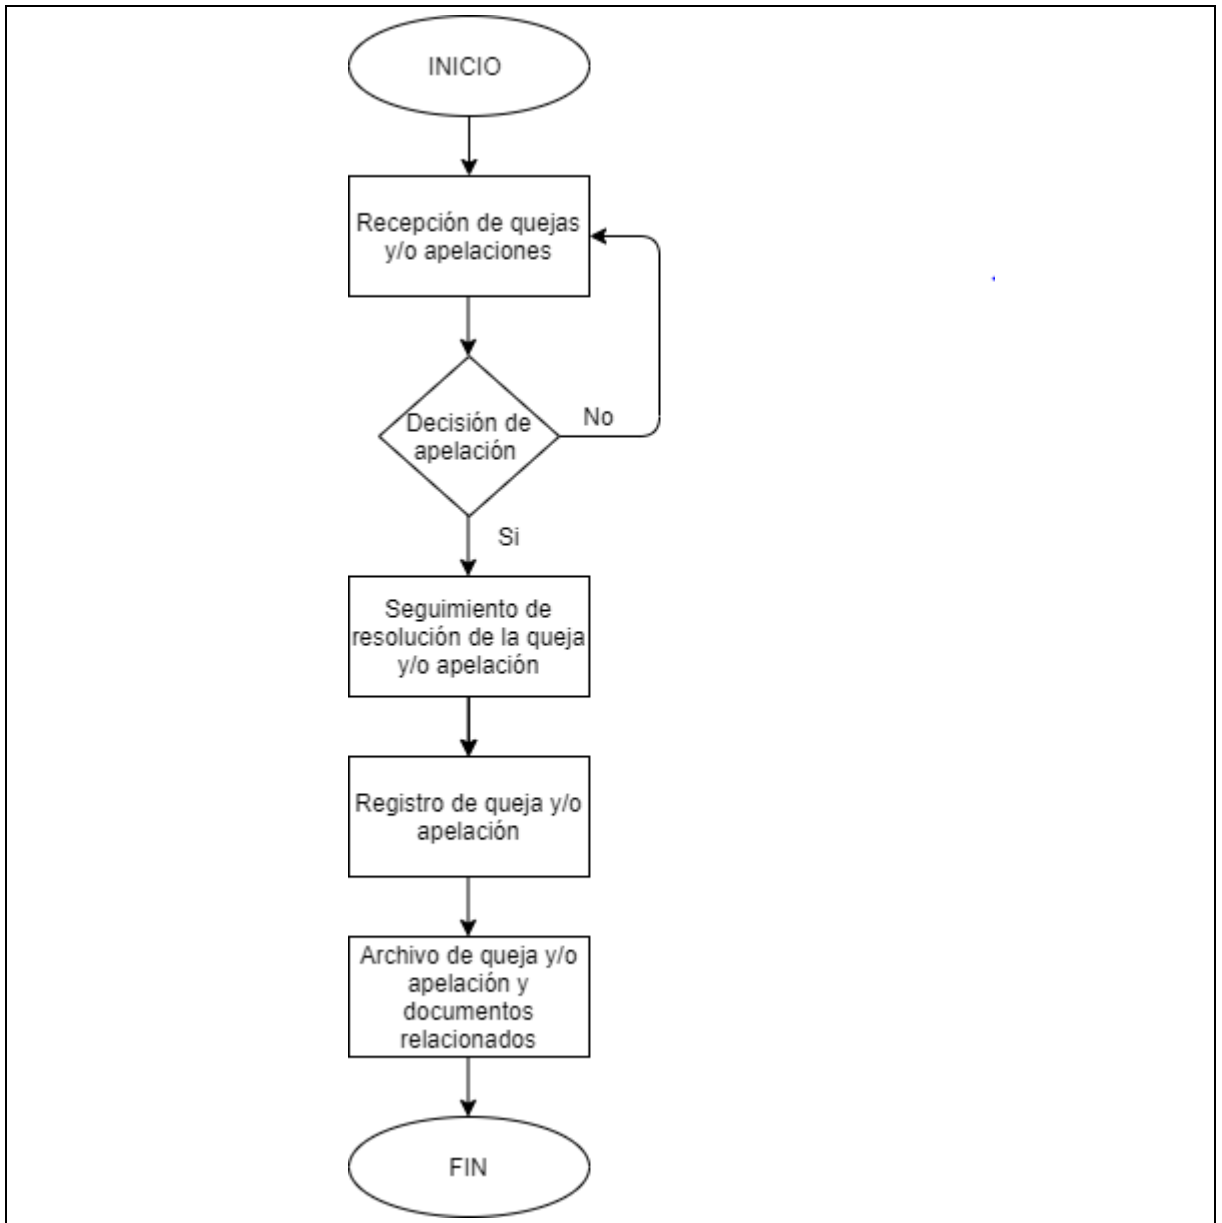 INICIO
Recepción de quejas
y/o apelaciones
Decisión de
apelación
No
Si
Seguimiento de
resolución de la queja
y/o apelación
Registro de queja y/o
apelación
Archivo de queja y/o
apelación y
documentos
relacionados
FIN